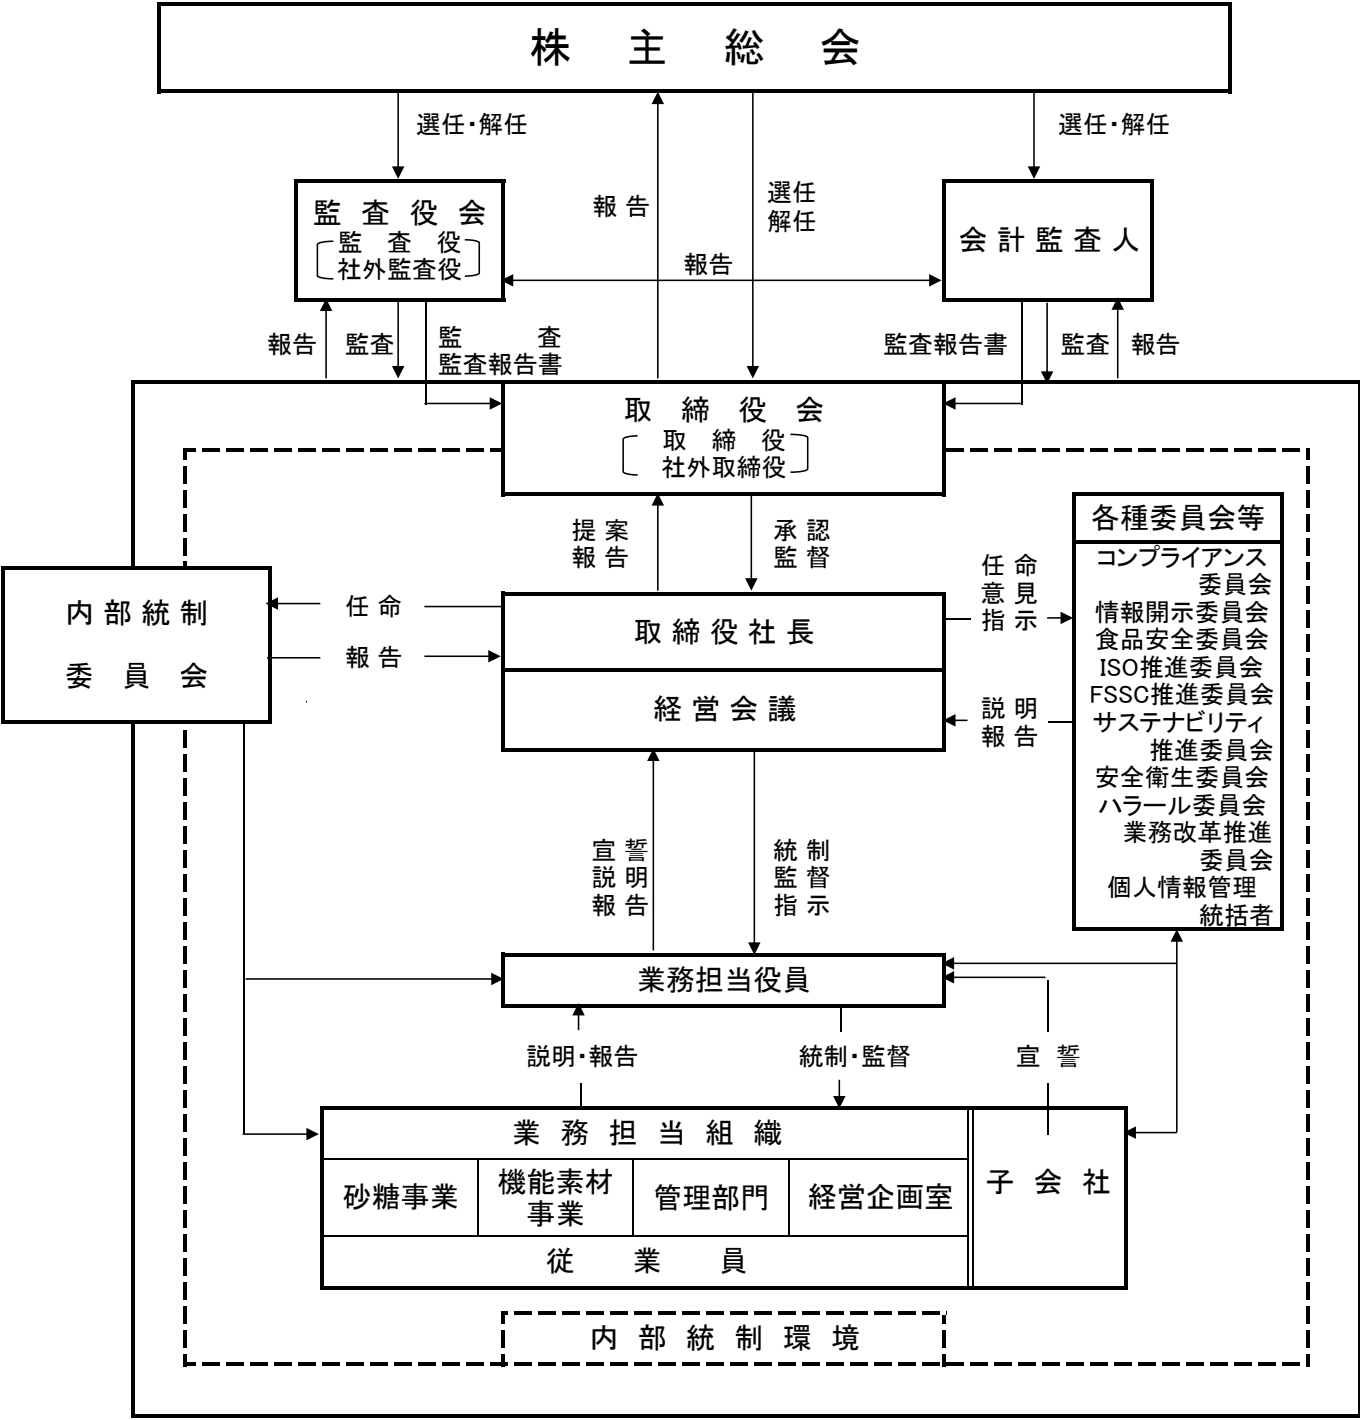 株主総会
選任・解任
選任・解任
報告
選任
解任
監査役会
監査役
社外監査役
会計監査人
報告
報告
監査
監査
監査報告書
監査報告書
監査
報告
取締役会
取締役
社外取締役
提案
報告
承認
監督
各種委員会等
コンプライアンス
委員会
情報開示委員会
食品安全委員会
ISO推進委員会
FSSC推進委員会
サステナビリティ
推進委員会
安全衛生委員会
ハラール委員会
業務改革推進
委員会
個人情報管理
統括者
内部統制
委員会
任命
報告
取締役社長
経営会議
任命
意見
指示
説明
報告
宣誓
説明
報告
統制
監督
指示
業務担当役員
説明・報告
統制・監督
宣誓
業務担当組織
砂糖事業
機能素材
事業
管理部門
経営企画室
従業員
子会社
内部統制環境